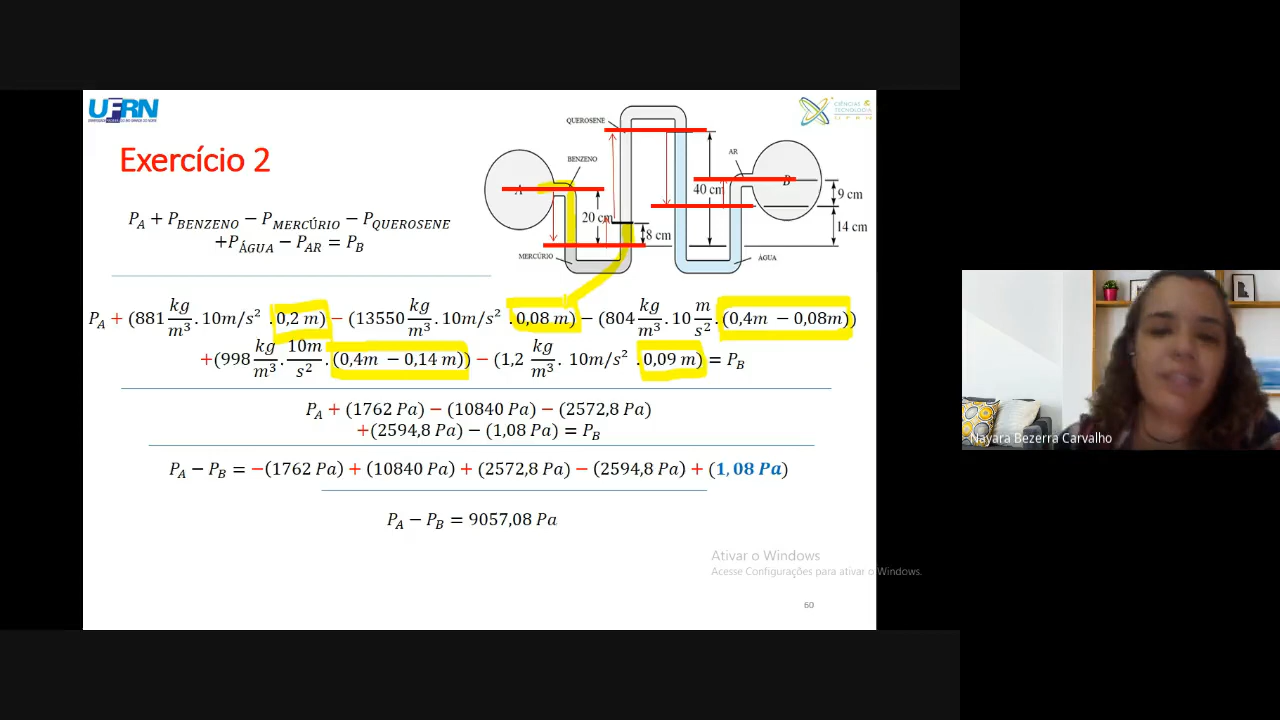 UFRN
CIÊNCIAS &
TECNOLOGIA
UFRN
Exercício 2
QUEROSENE
BENZENO
AR
A
B
40 cm
9 cm
20 cm
8 cm
14 cm
MERCÚRIO
ÁGUA
P_A + P_BENZENO − P_MERCÚRIO − P_QUEROSENE
+P_ÁGUA − P_AR = P_B
P_A + (881 kg/m³ . 10m/s² . 0,2 m) − (13550 kg/m³ . 10m/s² . 0,08 m) − (804 kg/m³ . 10 m/s² . (0,4m − 0,08m))
+(998 kg/m³ . 10m/s² . (0,4m − 0,14 m)) − (1,2 kg/m³ . 10m/s² . 0,09 m) = P_B
P_A + (1762 Pa) − (10840 Pa) − (2572,8 Pa)
+(2594,8 Pa) − (1,08 Pa) = P_B
P_A − P_B = −(1762 Pa) + (10840 Pa) + (2572,8 Pa) − (2594,8 Pa) + (1,08 Pa)
P_A − P_B = 9057,08 Pa
Ativar o Windows
Acesse Configurações para ativar o Windows.
60
Nayara Bezerra Carvalho